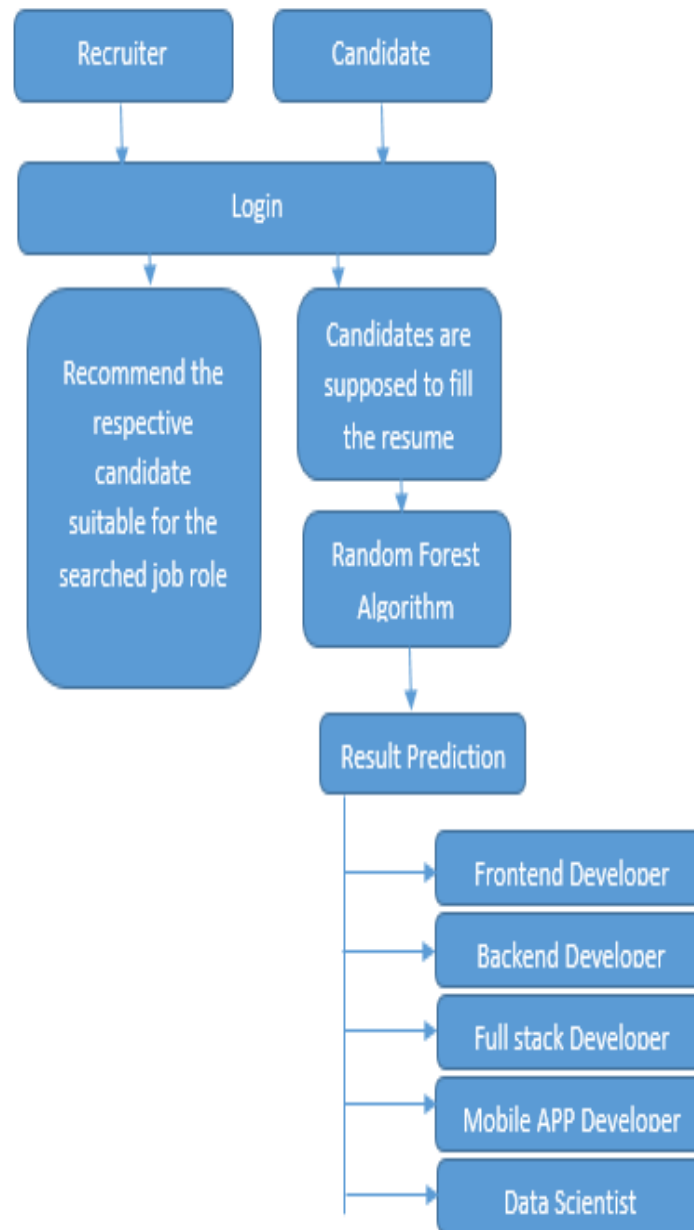 Recruiter
Candidate
Login
Recommend the
respective
candidate
suitable for the
searched job role
Candidates are
supposed to fill
the resume
Random Forest
Algorithm
Result Prediction
Frontend Developer
Backend Developer
Full stack Developer
Mobile APP Developer
Data Scientist